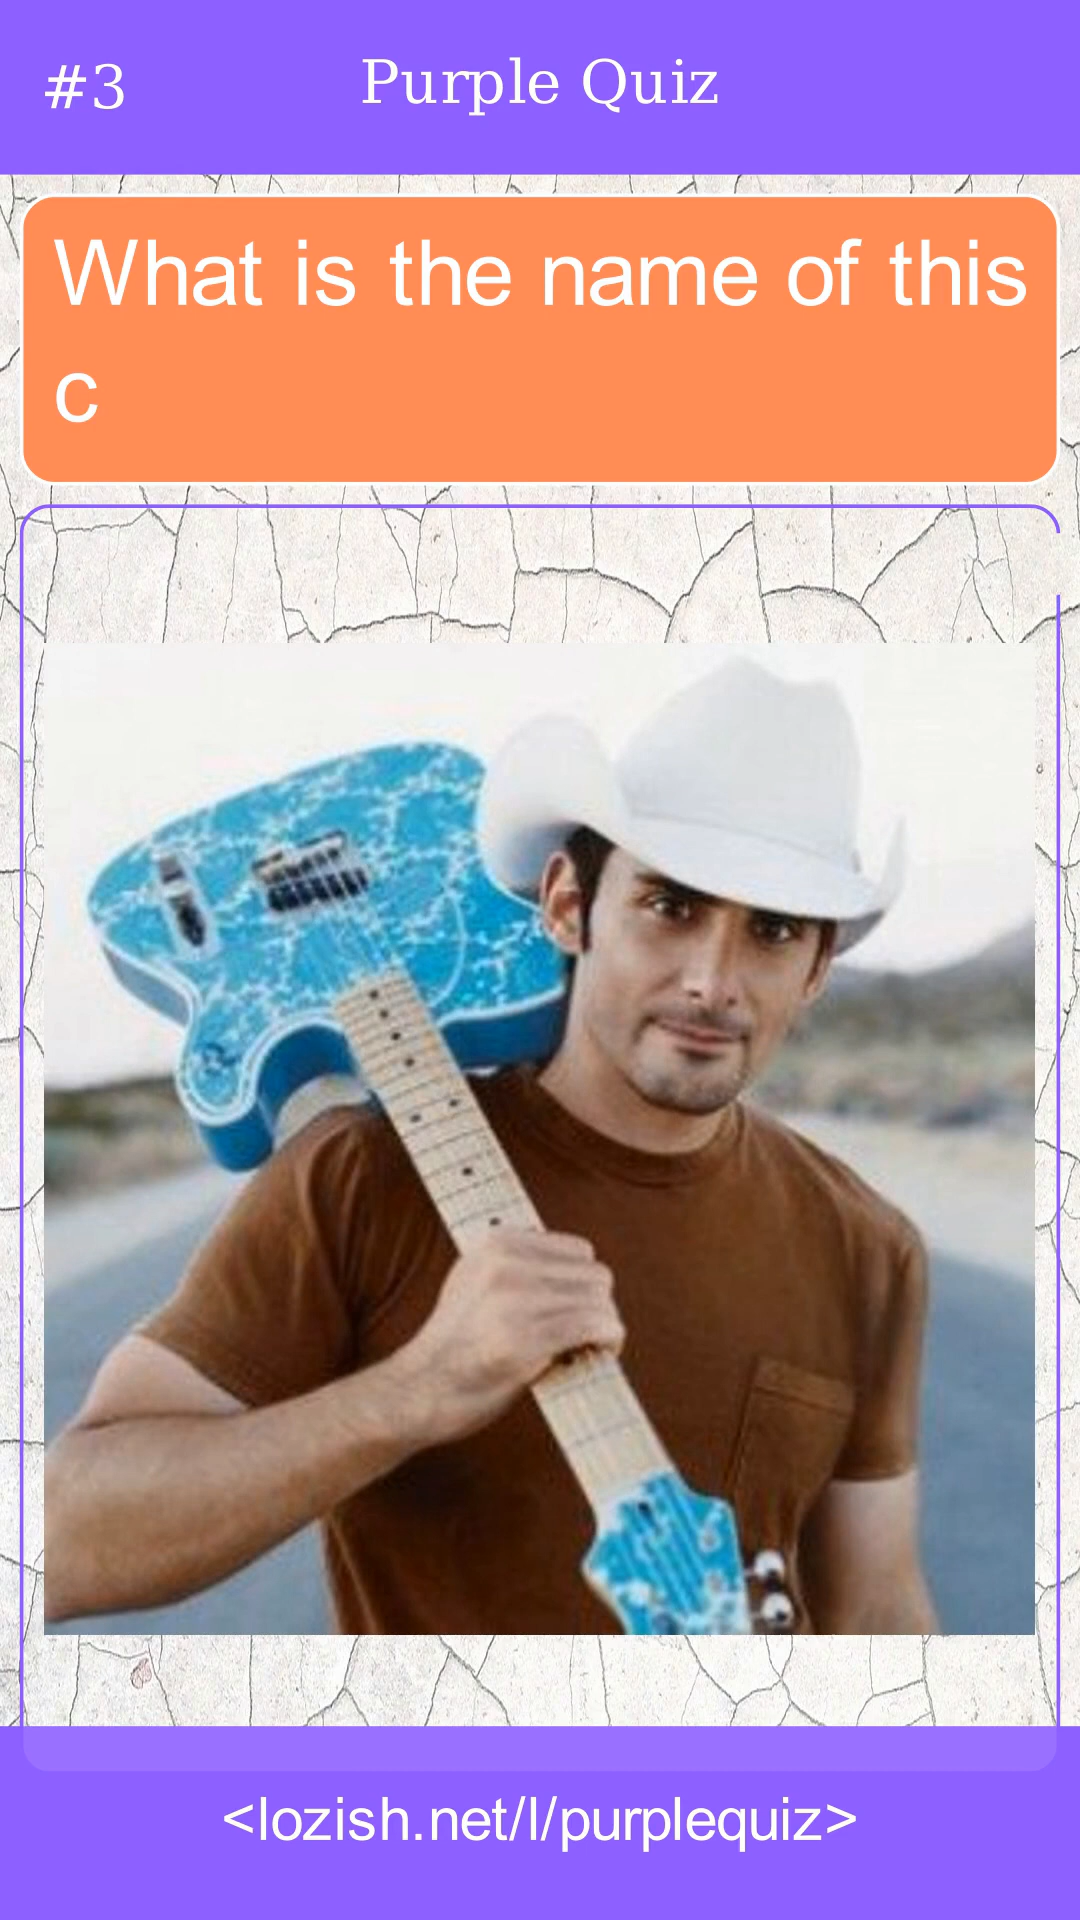 #3
Purple Quiz
What is the name of this
c
<lozish.net/l/purplequiz>